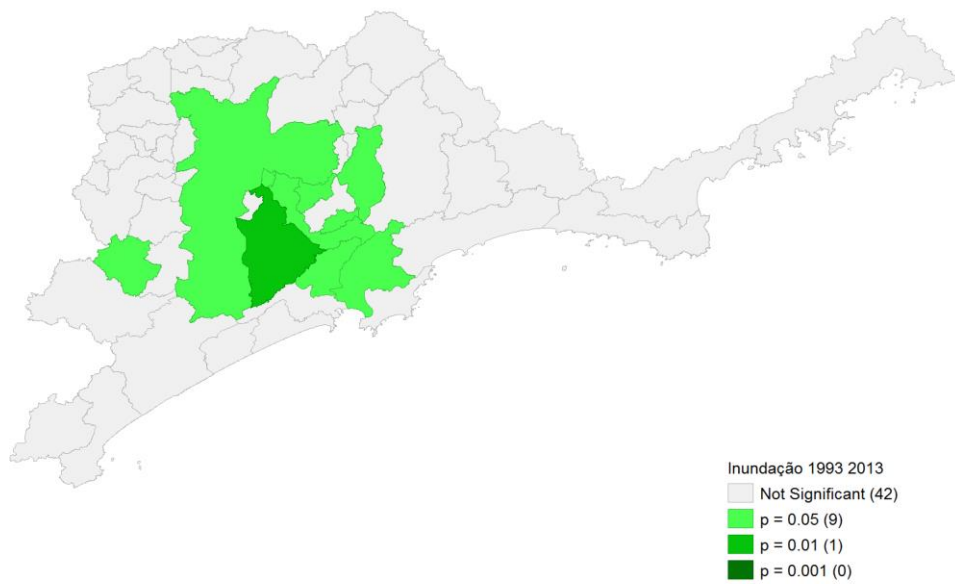 Inundação 1993 2013
Not Significant (42)
p = 0.05 (9)
p = 0.01 (1)
p = 0.001 (0)